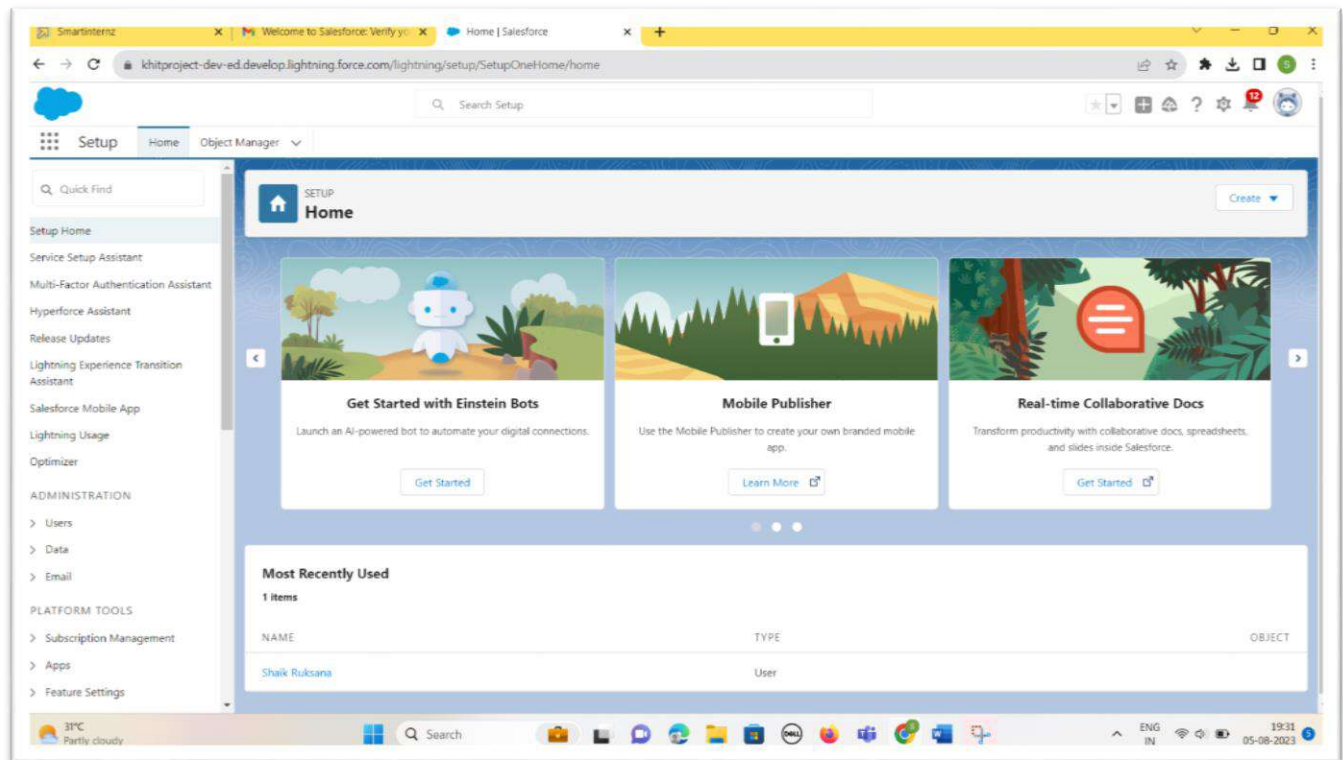 Smartinternz
Welcome to Salesforce: Verify yo
Home | Salesforce
khitproject-dev-ed.develop.lightning.force.com/lightning/setup/SetupOneHome/home
S
Search Setup
12
Setup
Home
Object Manager
Quick Find
Setup Home
Service Setup Assistant
Multi-Factor Authentication Assistant
Hyperforce Assistant
Release Updates
Lightning Experience Transition
Assistant
Salesforce Mobile App
Lightning Usage
Optimizer
ADMINISTRATION
Users
Data
Email
PLATFORM TOOLS
Subscription Management
Apps
Feature Settings
SETUP
Home
Create
Get Started with Einstein Bots
Launch an AI-powered bot to automate your digital connections.
Get Started
Mobile Publisher
Use the Mobile Publisher to create your own branded mobile
app.
Learn More
Real-time Collaborative Docs
Transform productivity with collaborative docs, spreadsheets,
and slides inside Salesforce.
Get Started
Most Recently Used
1 items
NAME TYPE OBJECT
Shaik Ruksana User
31°C
Partly cloudy
Search
DELL
ENG
IN
19:31
05-08-2023
5